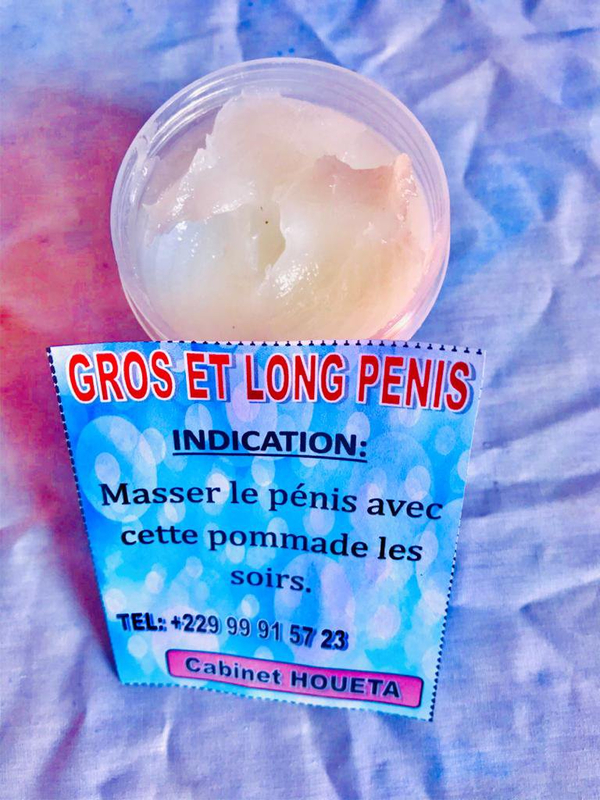 GROS ET LONG PENIS
INDICATION:
Masser le pénis avec
cette pommade les
soirs.
TEL: +229 99 91 57 23
Cabinet HOUETA